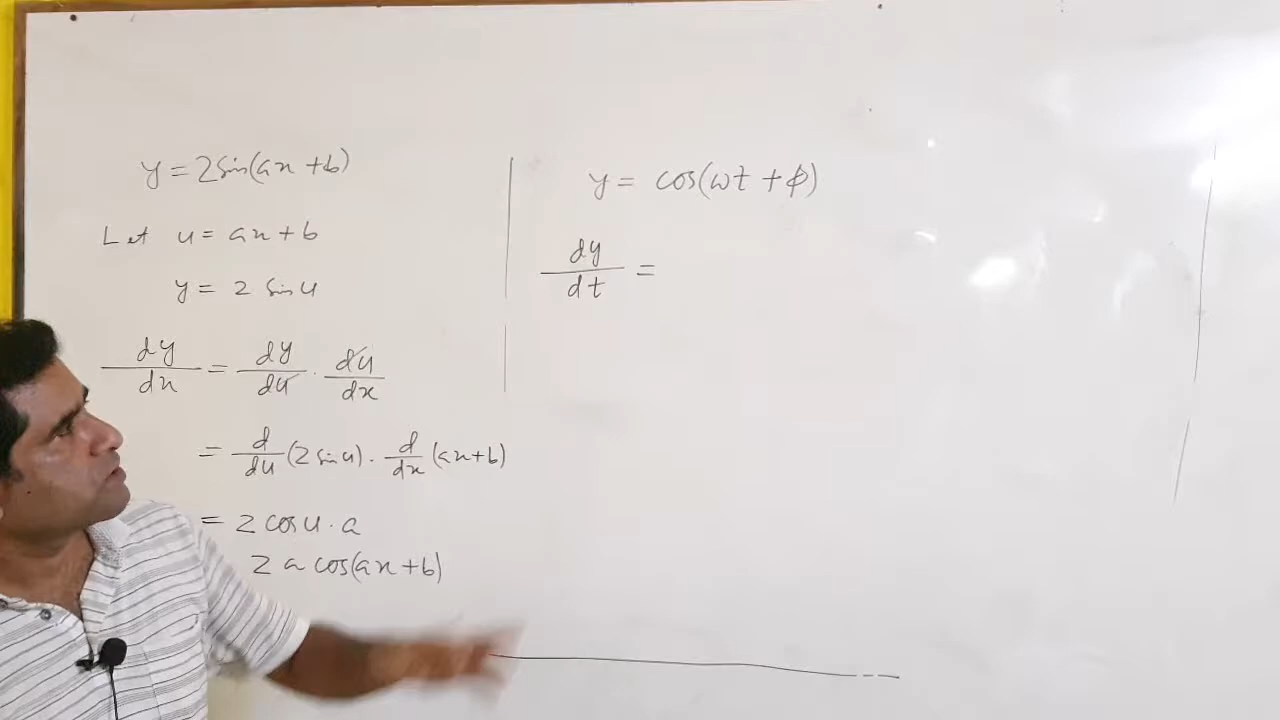 y = 2 sin(ax + b)
Let u = ax + b
y = 2 sin u
dy/dx = dy/du · du/dx
= d/du (2 sin u) · d/dx (ax + b)
= 2 cos u · a
2 a cos(ax + b)
y = cos(ωt + φ)
dy/dt =